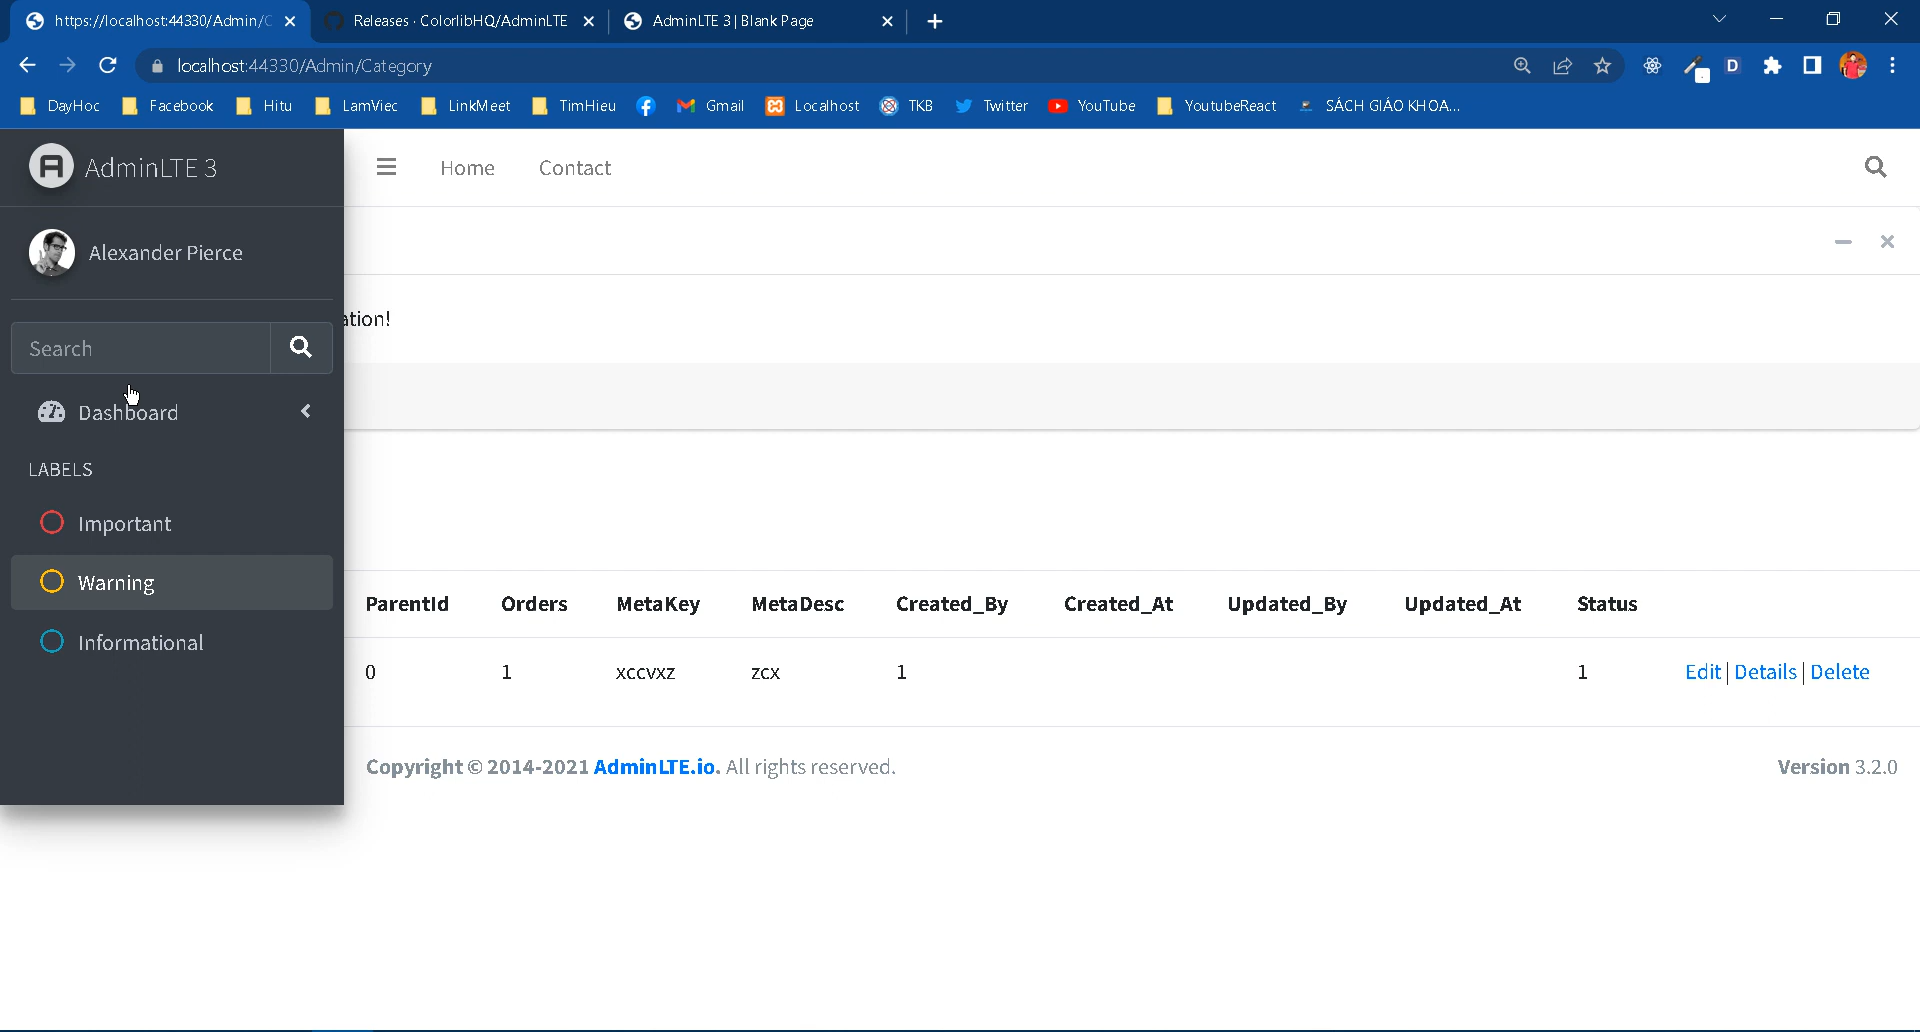 https://localhost:44330/Admin/C
Releases · ColorlibHQ/AdminLTE
AdminLTE 3 | Blank Page
localhost:44330/Admin/Category
DayHoc
Facebook
Hitu
LamViec
LinkMeet
TimHieu
Gmail
Localhost
TKB
Twitter
YouTube
YoutubeReact
SÁCH GIÁO KHOA...
D
AdminLTE 3
Home
Contact
Alexander Pierce
ation!
Search
Dashboard
LABELS
Important
Warning
Informational
ParentId Orders MetaKey MetaDesc Created_By Created_At Updated_By Updated_At Status
0 1 xccvxz zcx 1 1 Edit | Details | Delete
Copyright © 2014-2021 AdminLTE.io. All rights reserved.
Version 3.2.0